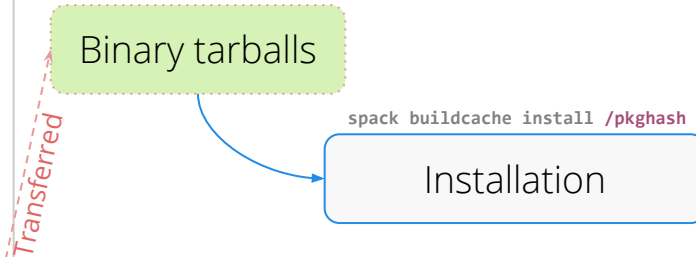 Binary tarballs
spack buildcache install /pkghash
Installation
Transferred